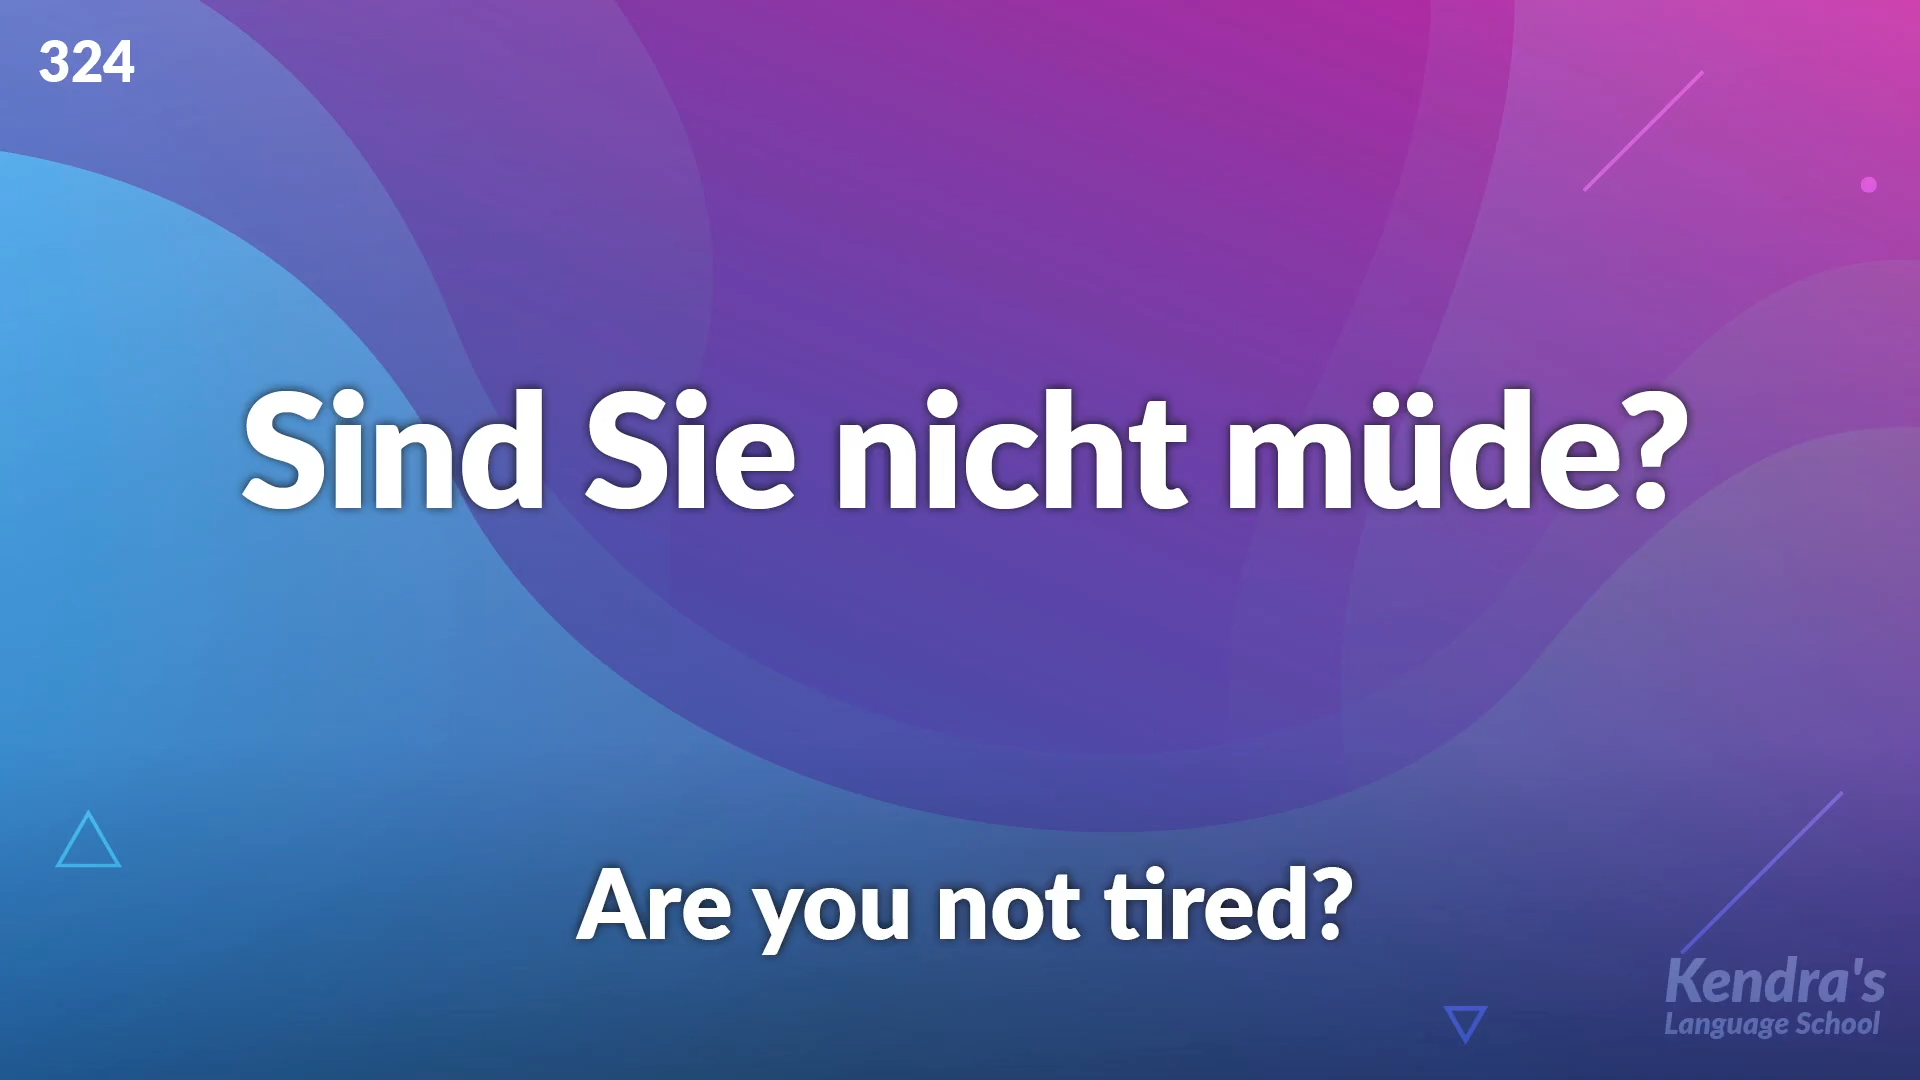 324
Sind Sie nicht müde?
Are you not tired?
Kendra's
Language School